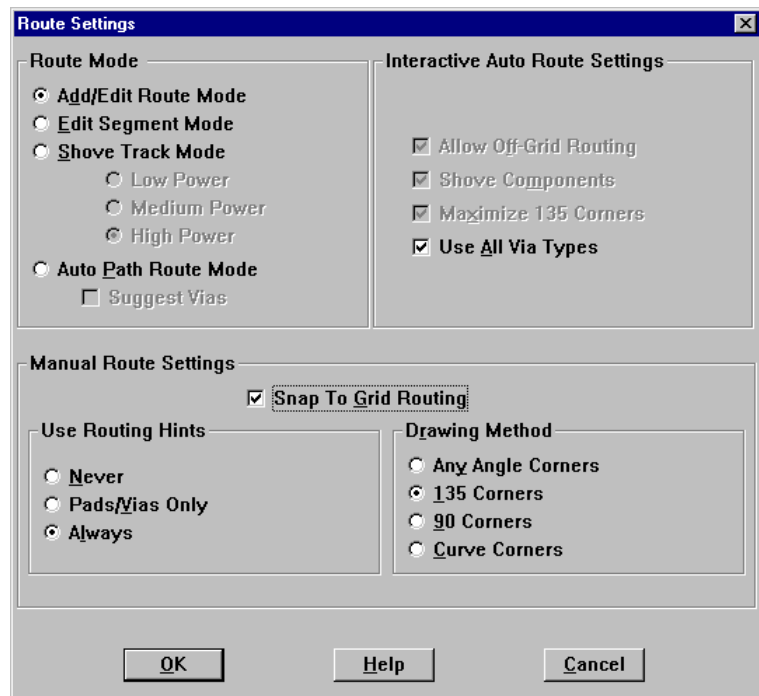 Route Settings
Route Mode
Add/Edit Route Mode
Edit Segment Mode
Shove Track Mode
Low Power
Medium Power
High Power
Auto Path Route Mode
Suggest Vias
Interactive Auto Route Settings
Allow Off-Grid Routing
Shove Components
Maximize 135 Corners
Use All Via Types
Manual Route Settings
Snap To Grid Routing
Use Routing Hints
Never
Pads/Vias Only
Always
Drawing Method
Any Angle Corners
135 Corners
90 Corners
Curve Corners
OK
Help
Cancel